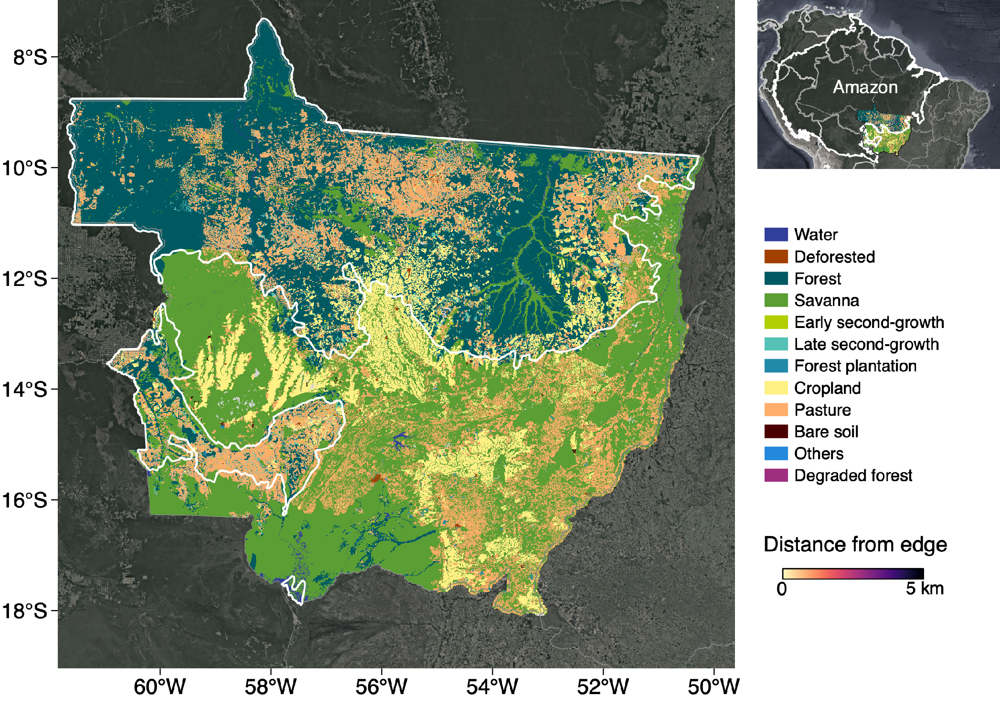 8°S
10°S
12°S
14°S
16°S
18°S
60°W
58°W
56°W
54°W
52°W
50°W
Amazon
Water
Deforested
Forest
Savanna
Early second-growth
Late second-growth
Forest plantation
Cropland
Pasture
Bare soil
Others
Degraded forest
Distance from edge
0
5 km